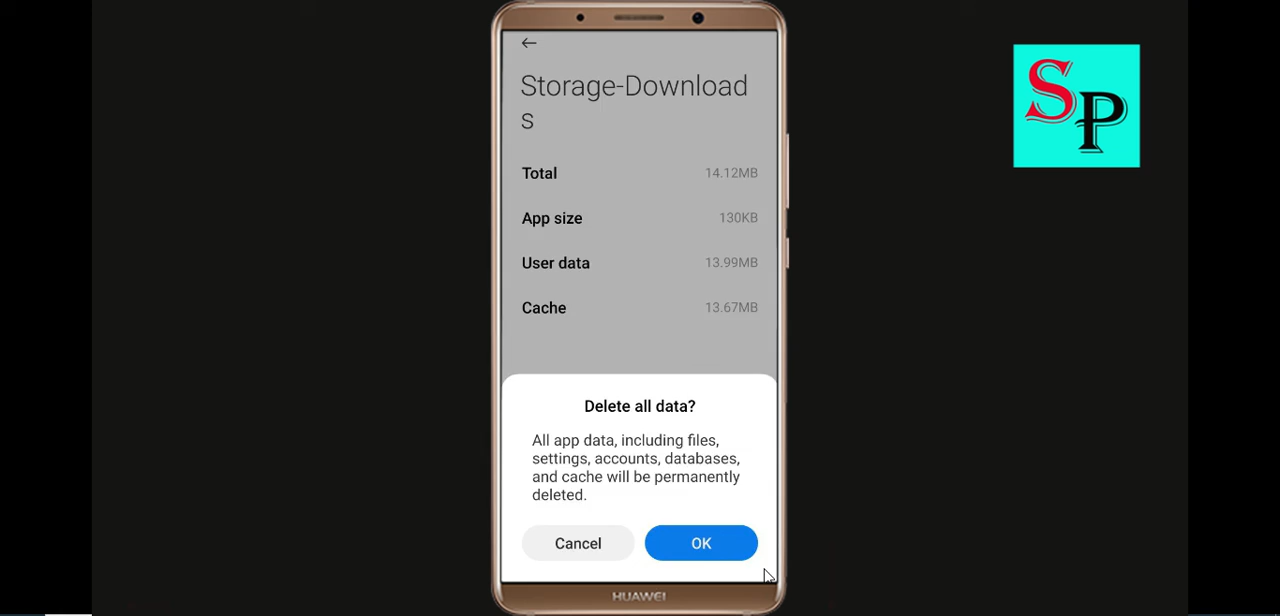 SP
Storage-Download
s
Total 14.12MB
App size 130KB
User data 13.99MB
Cache 13.67MB
Delete all data?
All app data, including files,
settings, accounts, databases,
and cache will be permanently
deleted.
Cancel OK
HUAWEI